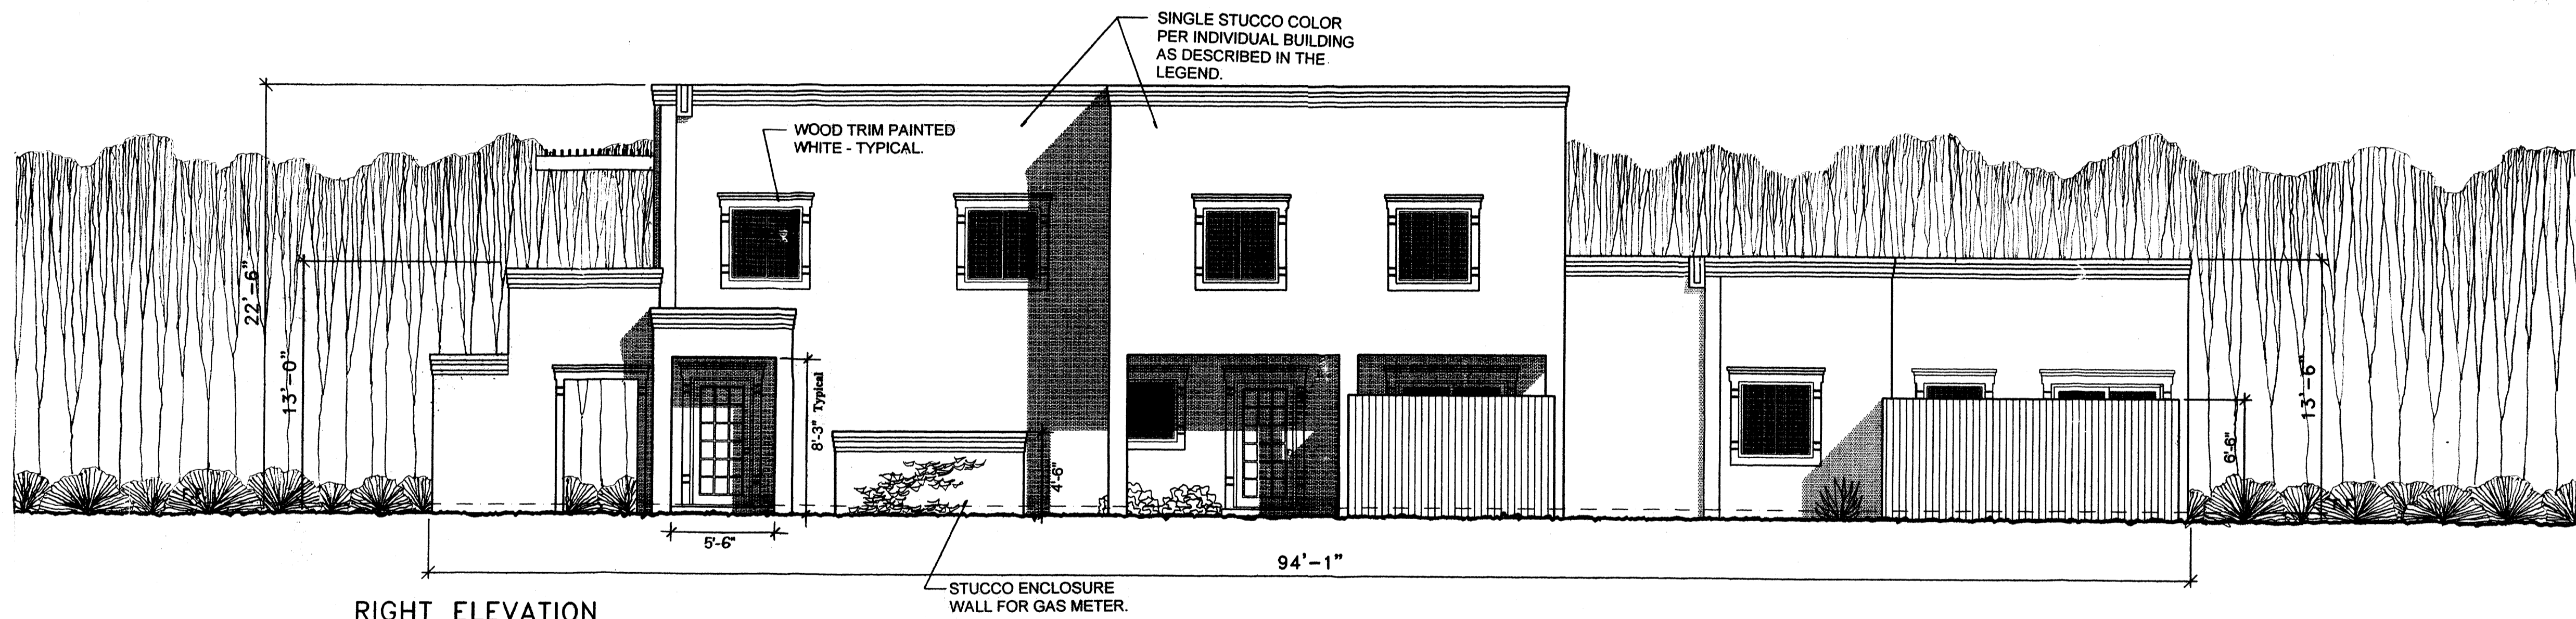 SINGLE STUCCO COLOR
PER INDIVIDUAL BUILDING
AS DESCRIBED IN THE
LEGEND.
WOOD TRIM PAINTED
WHITE - TYPICAL.
22'-6"
13'-0"
8'-3" Typical
4'-6"
13'-6"
6'-6"
5'-6"
94'-1"
STUCCO ENCLOSURE
WALL FOR GAS METER.
RIGHT ELEVATION